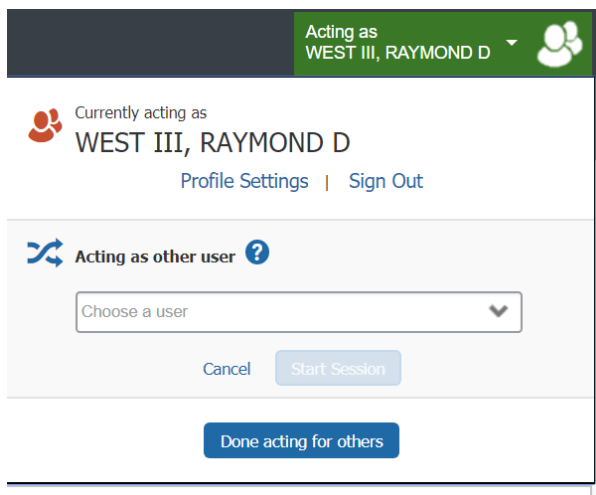 Acting as
WEST III, RAYMOND D
Currently acting as
WEST III, RAYMOND D
Profile Settings | Sign Out
Acting as other user ?
Choose a user
Cancel Start Session
Done acting for others